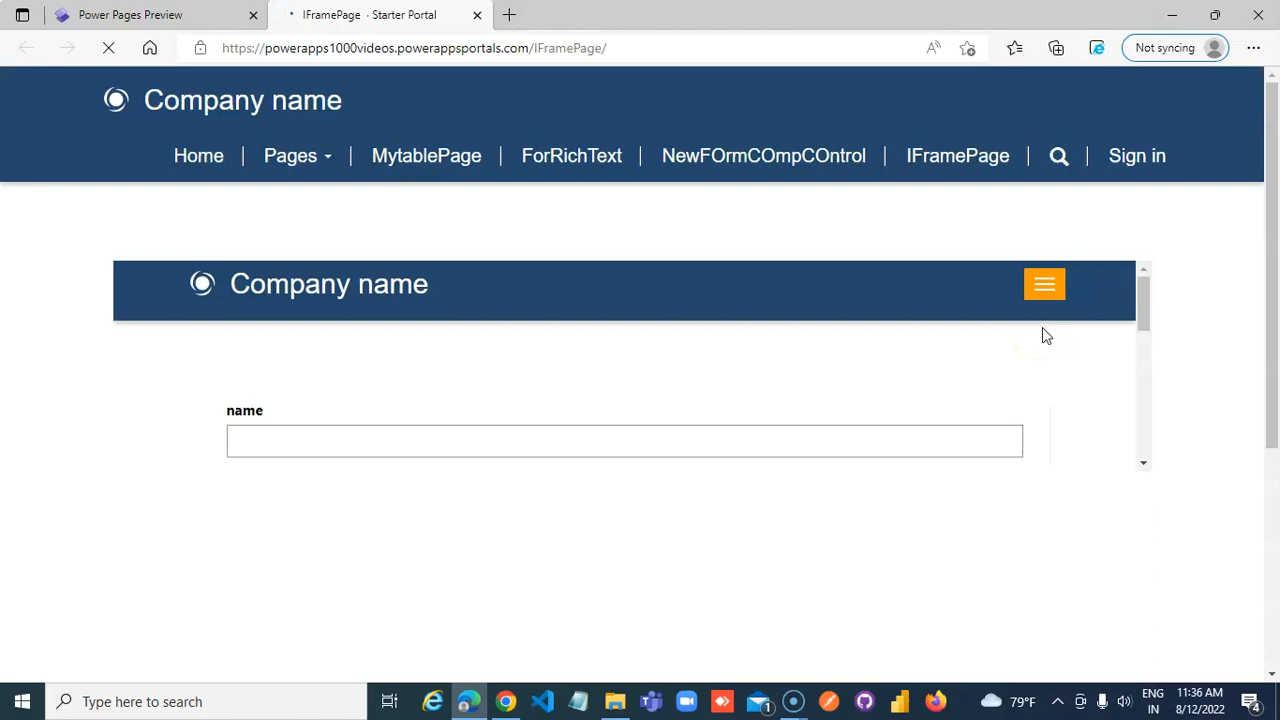 Power Pages Preview
IFramePage · Starter Portal
https://powerapps1000videos.powerappsportals.com/IFramePage/
Not syncing
Company name
Home
Pages
MytablePage
ForRichText
NewFOrmCOmpCOntrol
IFramePage
Sign in
Company name
name
Type here to search
1
79°F
ENG
IN
11:36 AM
8/12/2022
4